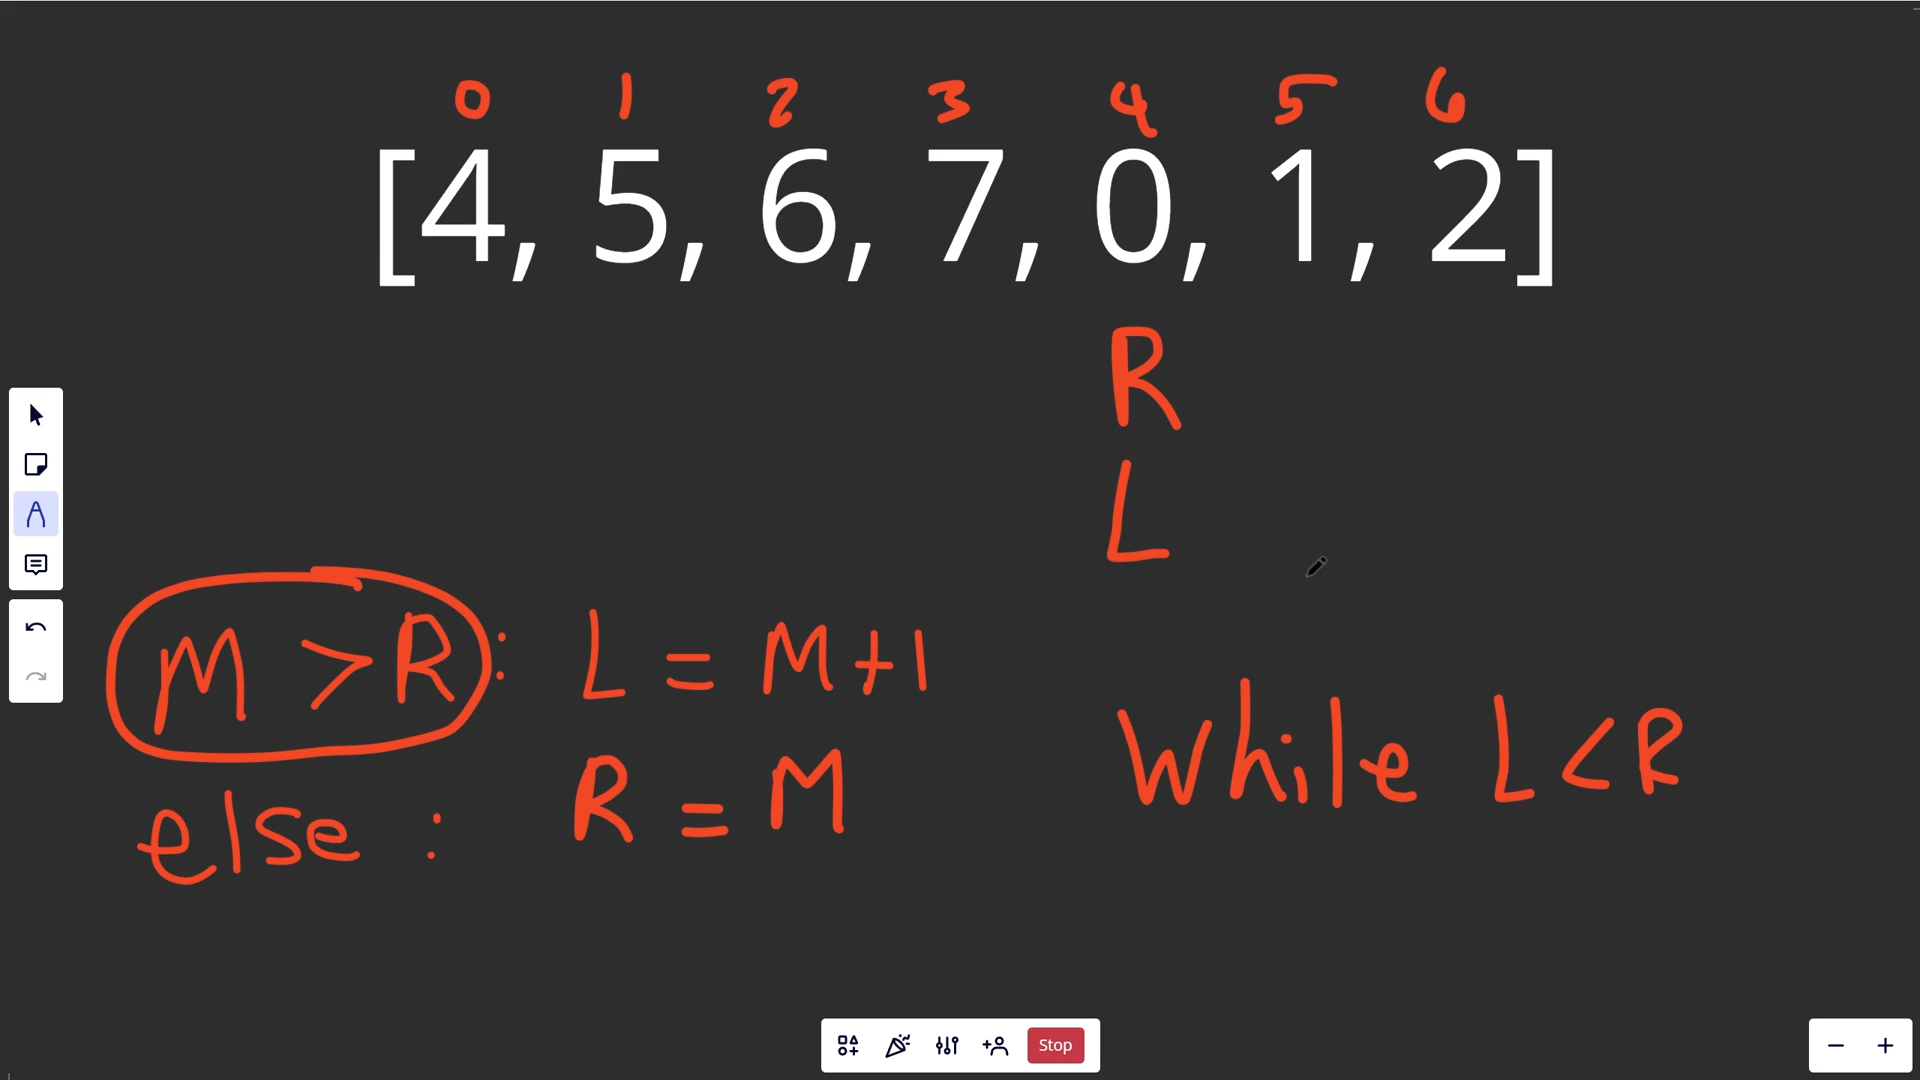 0 1 2 3 4 5 6
[4, 5, 6, 7, 0, 1, 2]
R
L
M > R : L = M + 1
else : R = M
While L < R
Stop